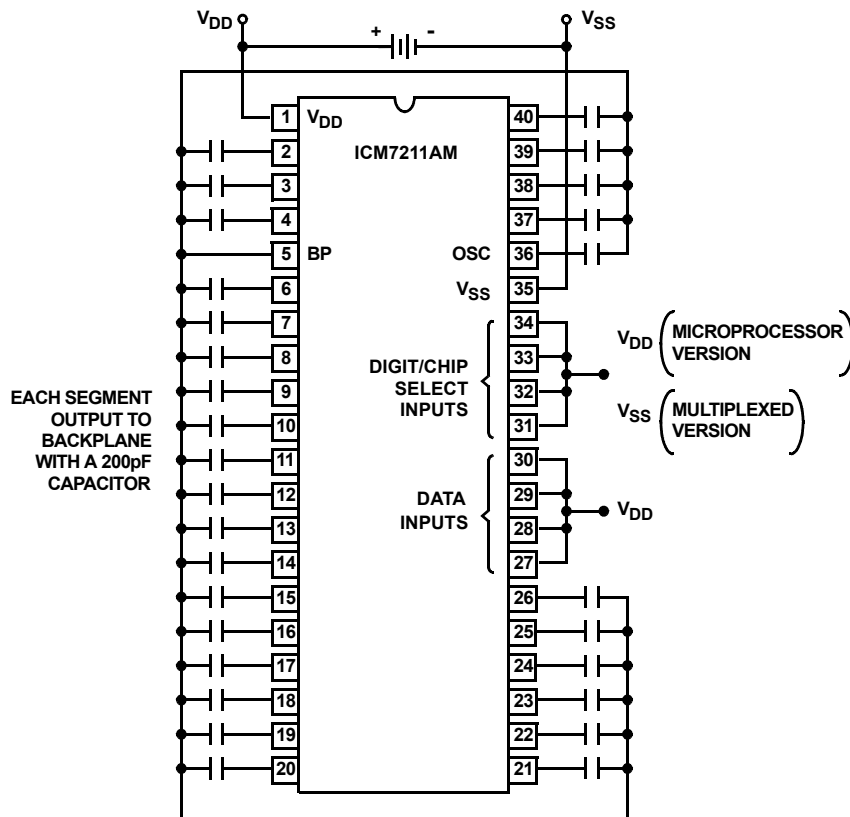 VDD + - VSS
1 VDD 40
2 ICM7211AM 39
3 38
4 37
5 BP OSC 36
6 VSS 35
7 34
8 33
9 32
10 31
11 30
12 29
13 28
14 27
15 26
16 25
17 24
18 23
19 22
20 21
DIGIT/CHIP
SELECT
INPUTS
DATA
INPUTS
VDD (MICROPROCESSOR
VERSION)
VSS (MULTIPLEXED
VERSION)
VDD
EACH SEGMENT
OUTPUT TO
BACKPLANE
WITH A 200pF
CAPACITOR